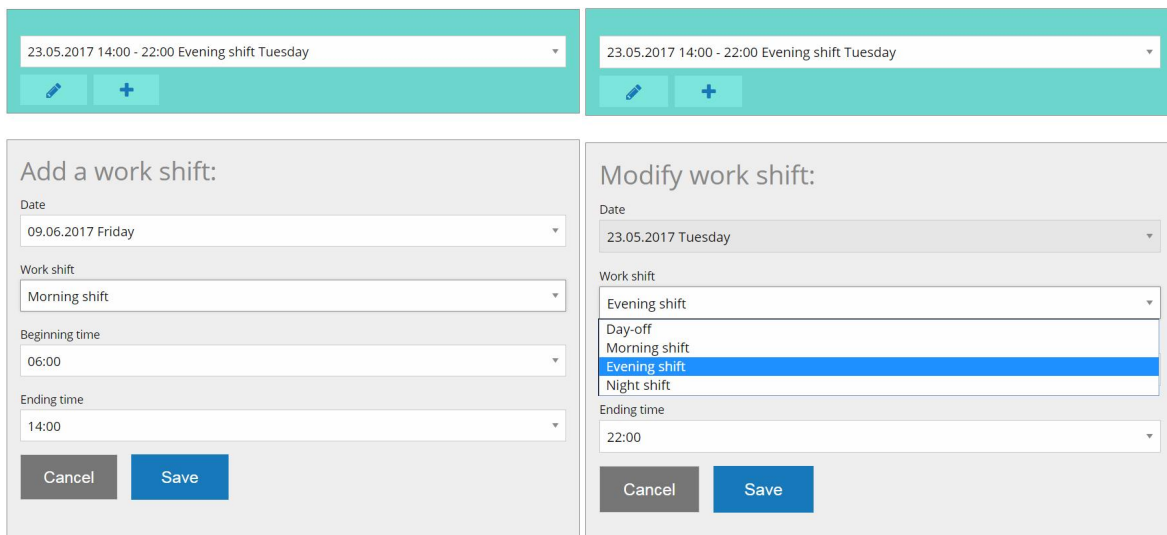 23.05.2017 14:00 - 22:00 Evening shift Tuesday
Add a work shift:
Date
09.06.2017 Friday
Work shift
Morning shift
Beginning time
06:00
Ending time
14:00
Cancel Save
23.05.2017 14:00 - 22:00 Evening shift Tuesday
Modify work shift:
Date
23.05.2017 Tuesday
Work shift
Evening shift
Day-off
Morning shift
Evening shift
Night shift
Ending time
22:00
Cancel Save